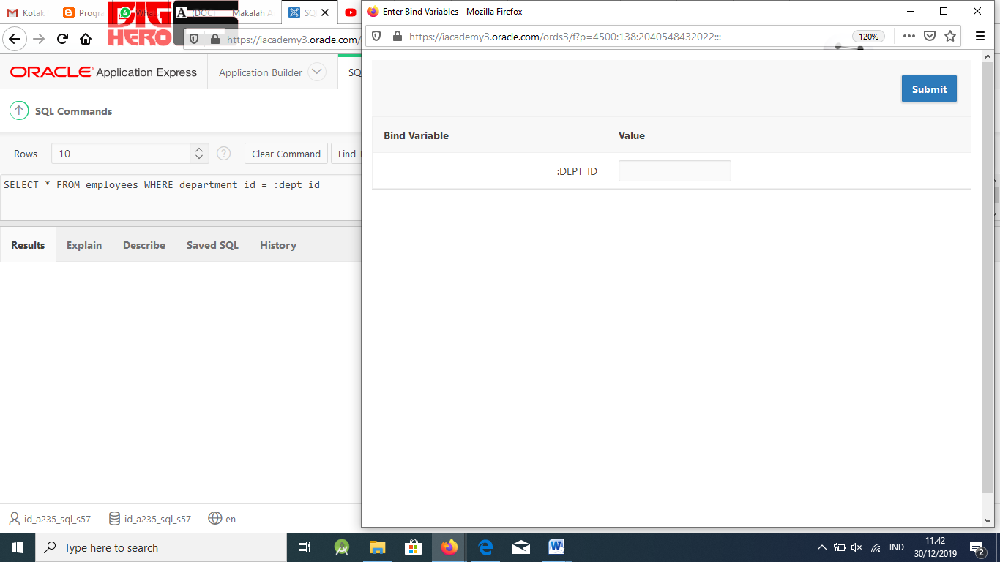 Kotak
Progra
4
What
A
(DOC
Makalah A
SQ
BIG
HERO
https://iacademy3.oracle.com/
ORACLE Application Express
Application Builder
SQ
SQL Commands
Rows
10
?
Clear Command
Find T
SELECT * FROM employees WHERE department_id = :dept_id
Results
Explain
Describe
Saved SQL
History
id_a235_sql_s57
id_a235_sql_s57
en
Enter Bind Variables - Mozilla Firefox
https://iacademy3.oracle.com/ords3/f?p=4500:138:2040548432022:::
120%
Submit
Bind Variable
Value
:DEPT_ID
Type here to search
IND
11.42
30/12/2019
2